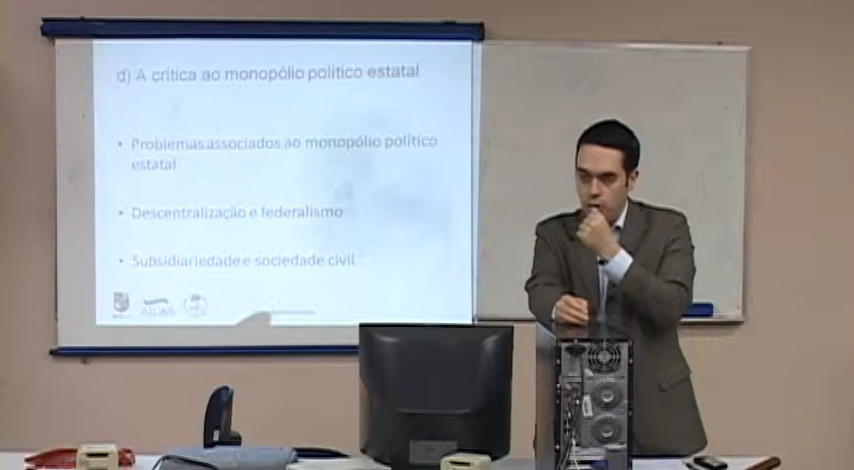 d) A crítica ao monopólio político estatal
• Problemas associados ao monopólio político
estatal
• Descentralização e federalismo
• Subsidiariedade e sociedade civil